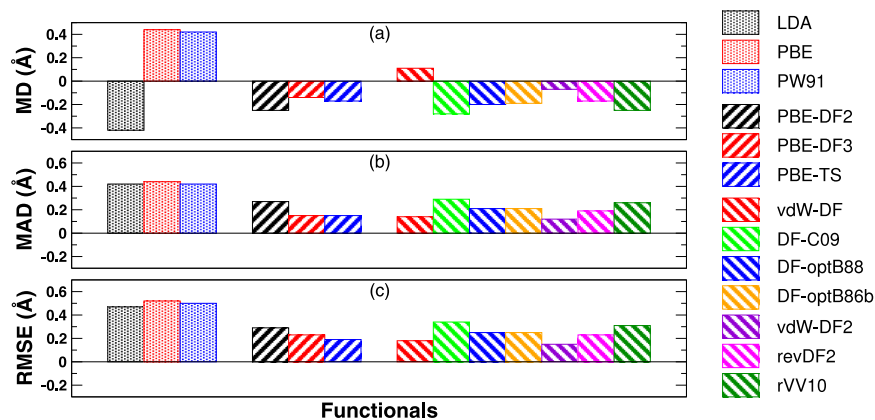 (a)
MD (Å)
0.4
0.2
0
-0.2
-0.4
(b)
MAD (Å)
0.6
0.4
0.2
0
-0.2
(c)
RMSE (Å)
0.6
0.4
0.2
0
-0.2
Functionals
LDA
PBE
PW91
PBE-DF2
PBE-DF3
PBE-TS
vdW-DF
DF-C09
DF-optB88
DF-optB86b
vdW-DF2
revDF2
rVV10